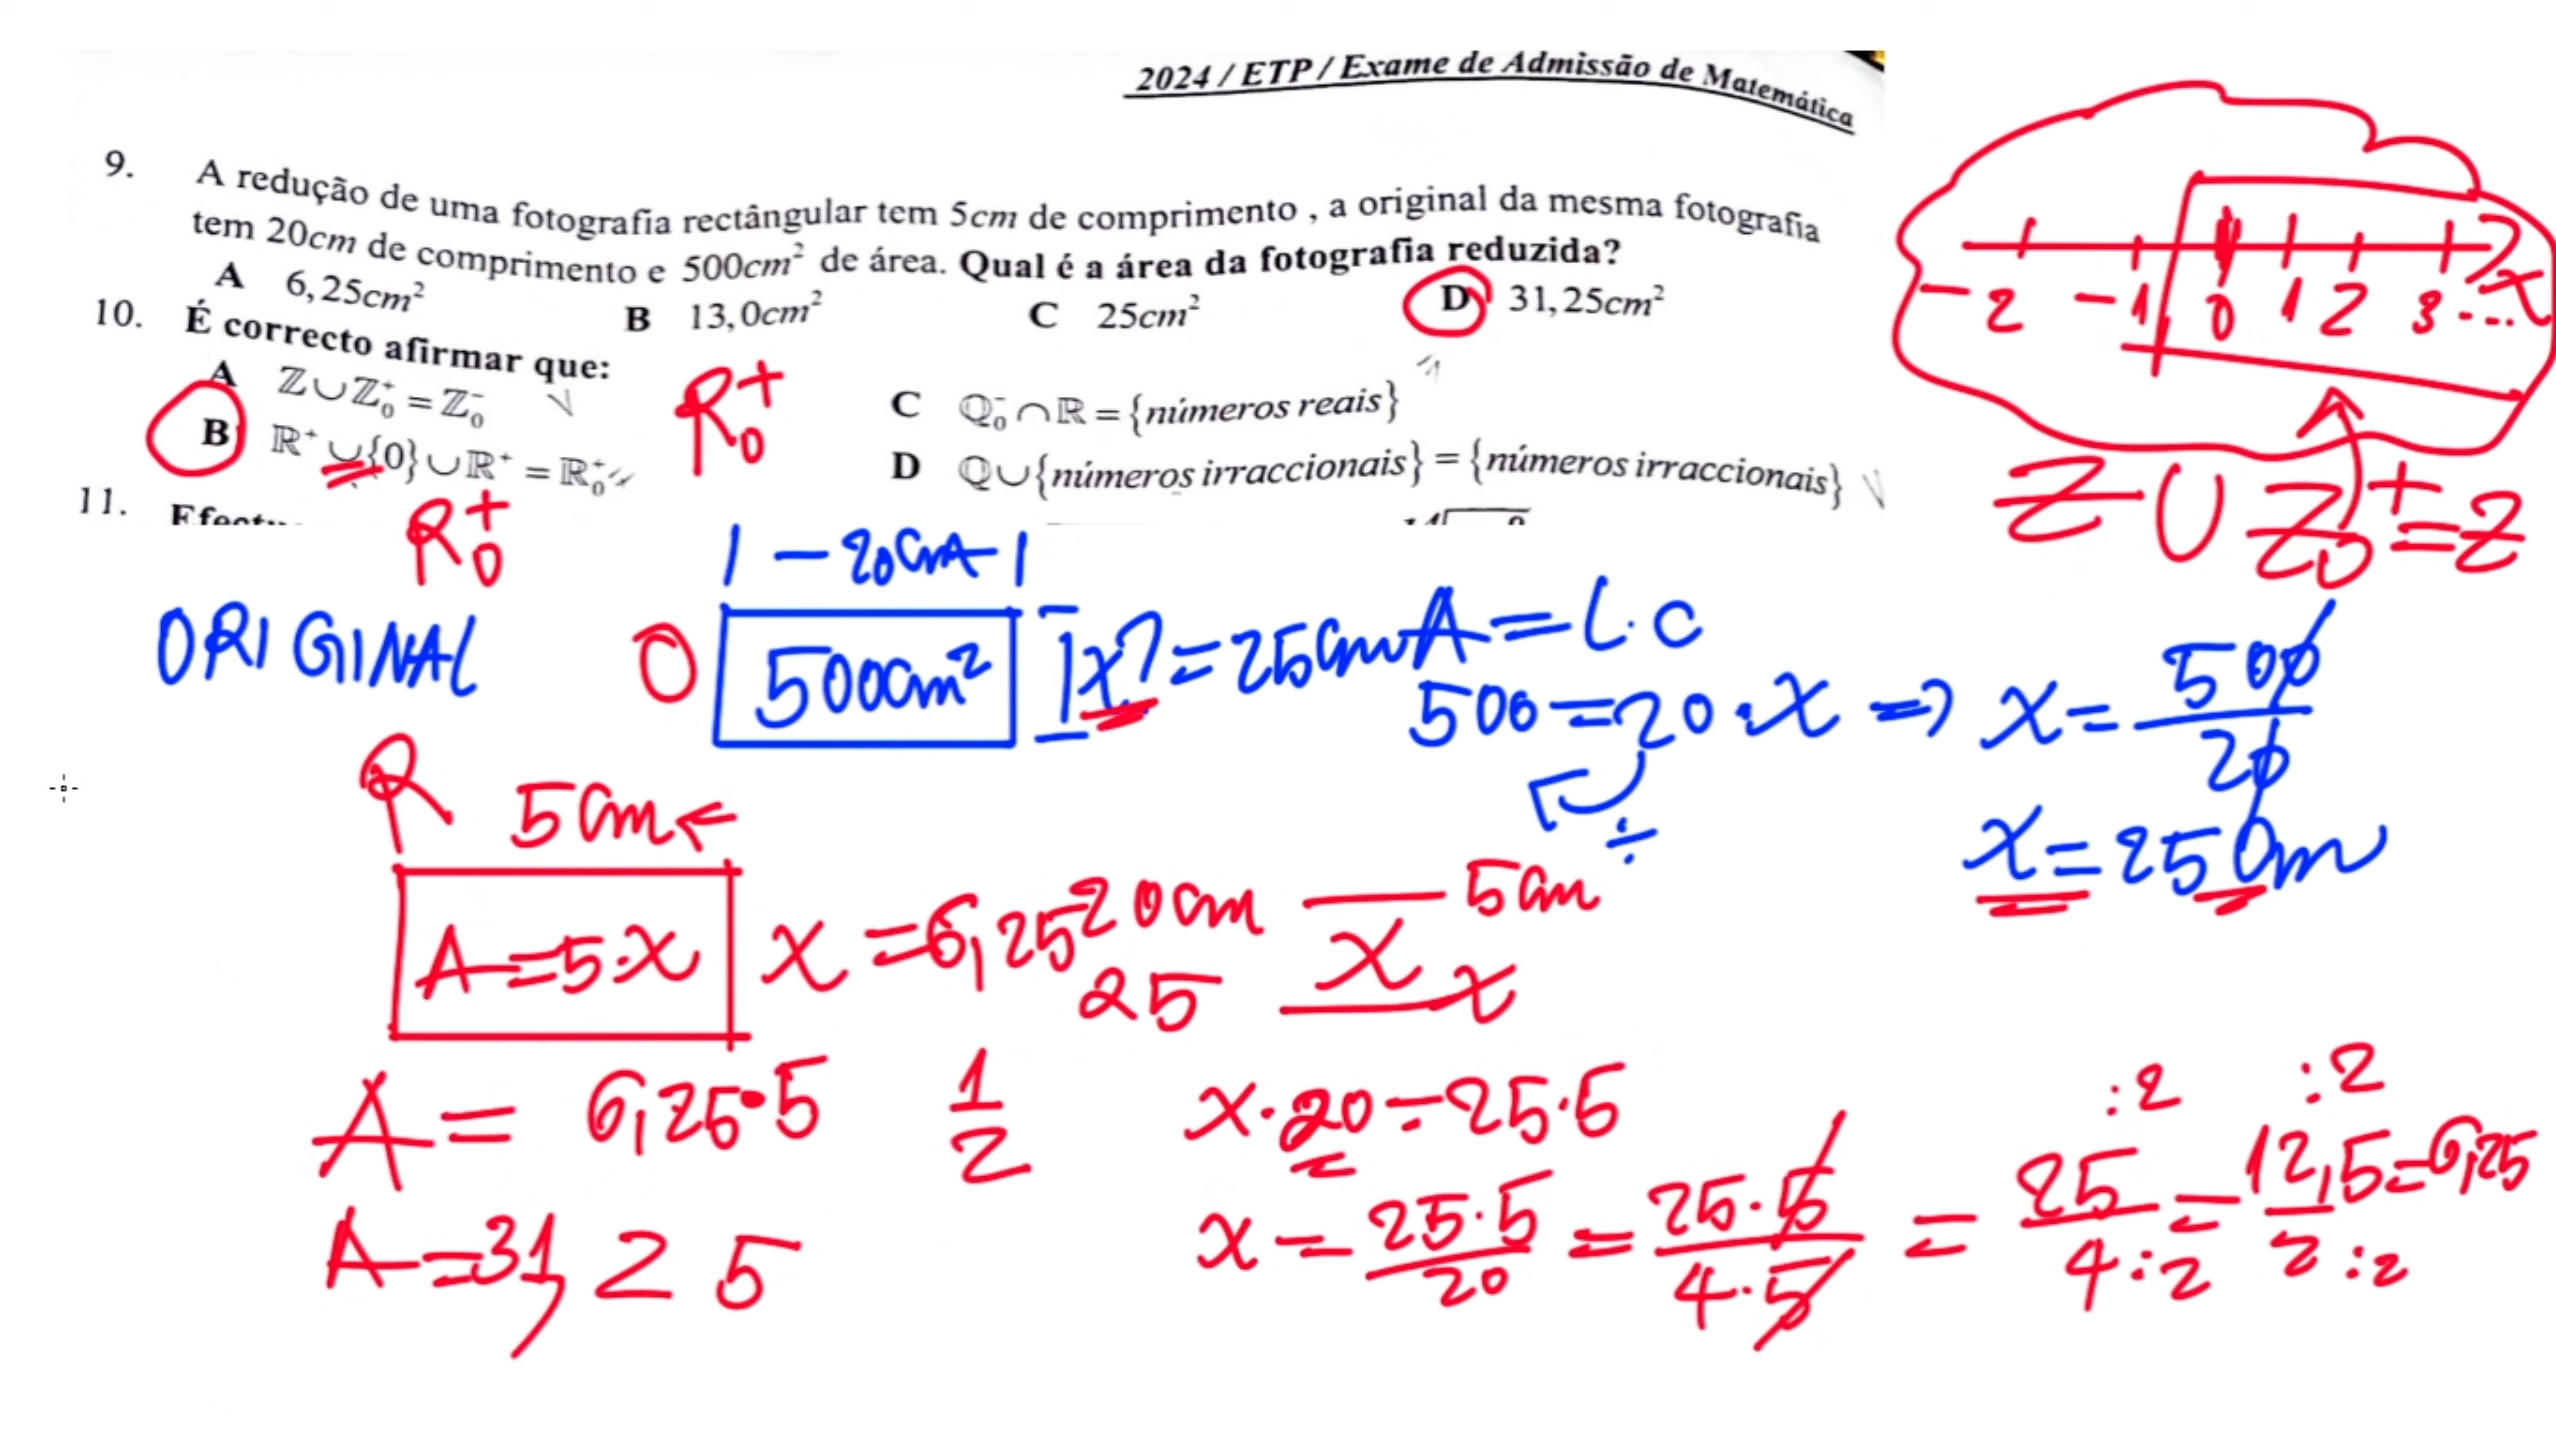 2024 / ETP / Exame de Admissão de Matemática
9. A redução de uma fotografia rectângular tem 5cm de comprimento , a original da mesma fotografia
tem 20cm de comprimento e 500cm² de área. Qual é a área da fotografia reduzida?
A 6,25cm² B 13,0cm² C 25cm² D 31,25cm²
10. É correcto afirmar que:
A ℤ∪ℤ₀⁺ = ℤ₀⁻
B ℝ⁺ ∪{0}∪ℝ⁺ = ℝ₀⁺
C ℚ₀⁻ ∩ ℝ = {números reais}
D ℚ∪{números irraccionais} = {números irraccionais}
11.
R₀⁺
R₀⁺
-2 -1 0 1 2 3 ...
Z ∪ Z₀⁺ = Z
ORIGINAL
20cm
O 500cm² x? = 25cm
A = l . c
500 = 20 . x => x = 500/20
÷
x = 25cm
R 5cm
A = 5.x x = 6,25
20cm — 5cm
25 — x
x
A = 6,25.5
1/2
x.20 = 25.5
:2 :2
x = 25.5/20 = 25.5/4.5 = 25/4:2 = 12,5/2:2 = 6,25
A = 31,25